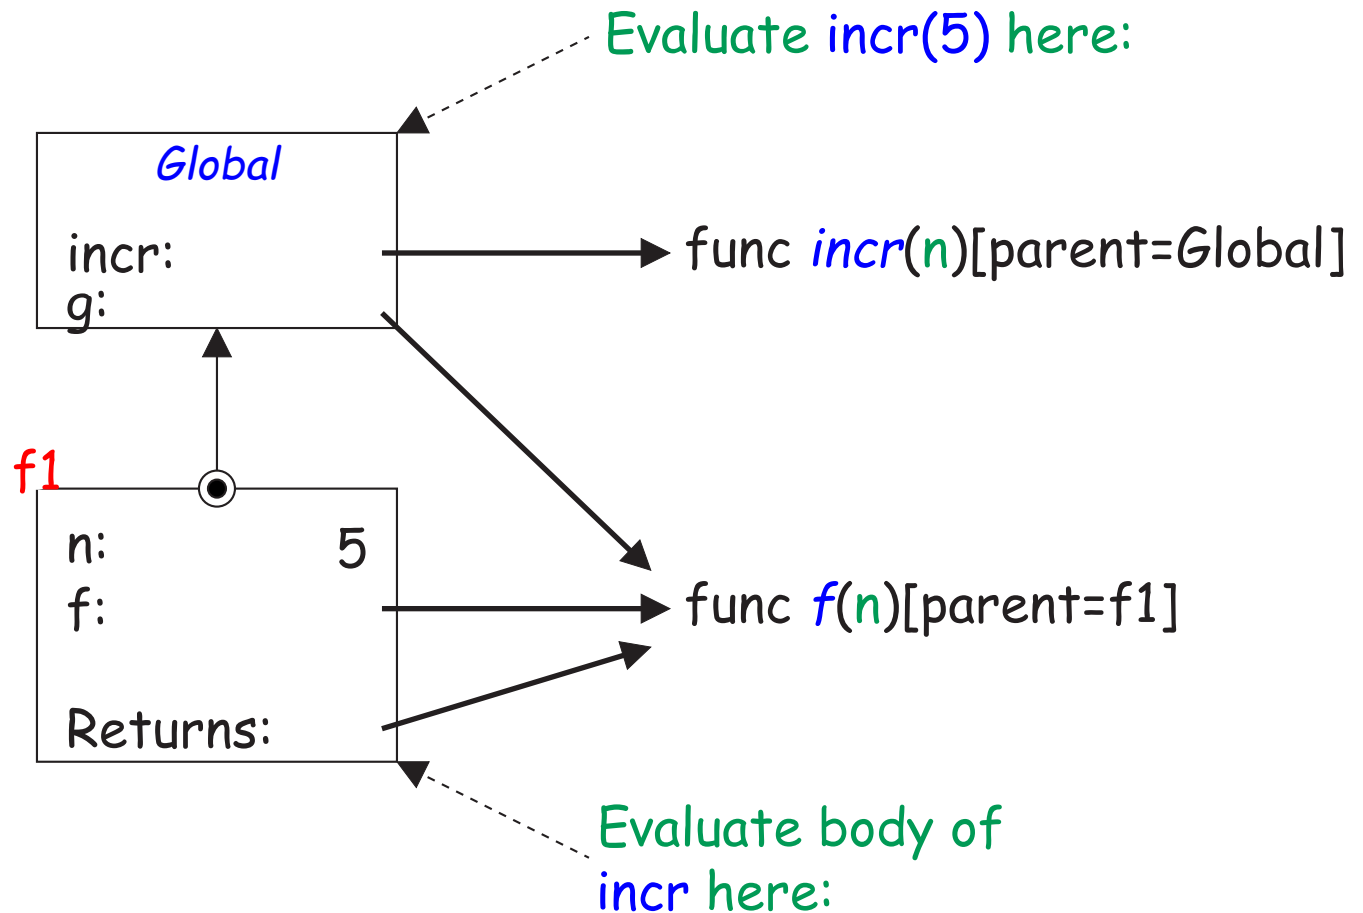 Evaluate incr(5) here:
Global
incr:
func incr(n)[parent=Global]
g:
f1
n: 5
f:
func f(n)[parent=f1]
Returns:
Evaluate body of
incr here: